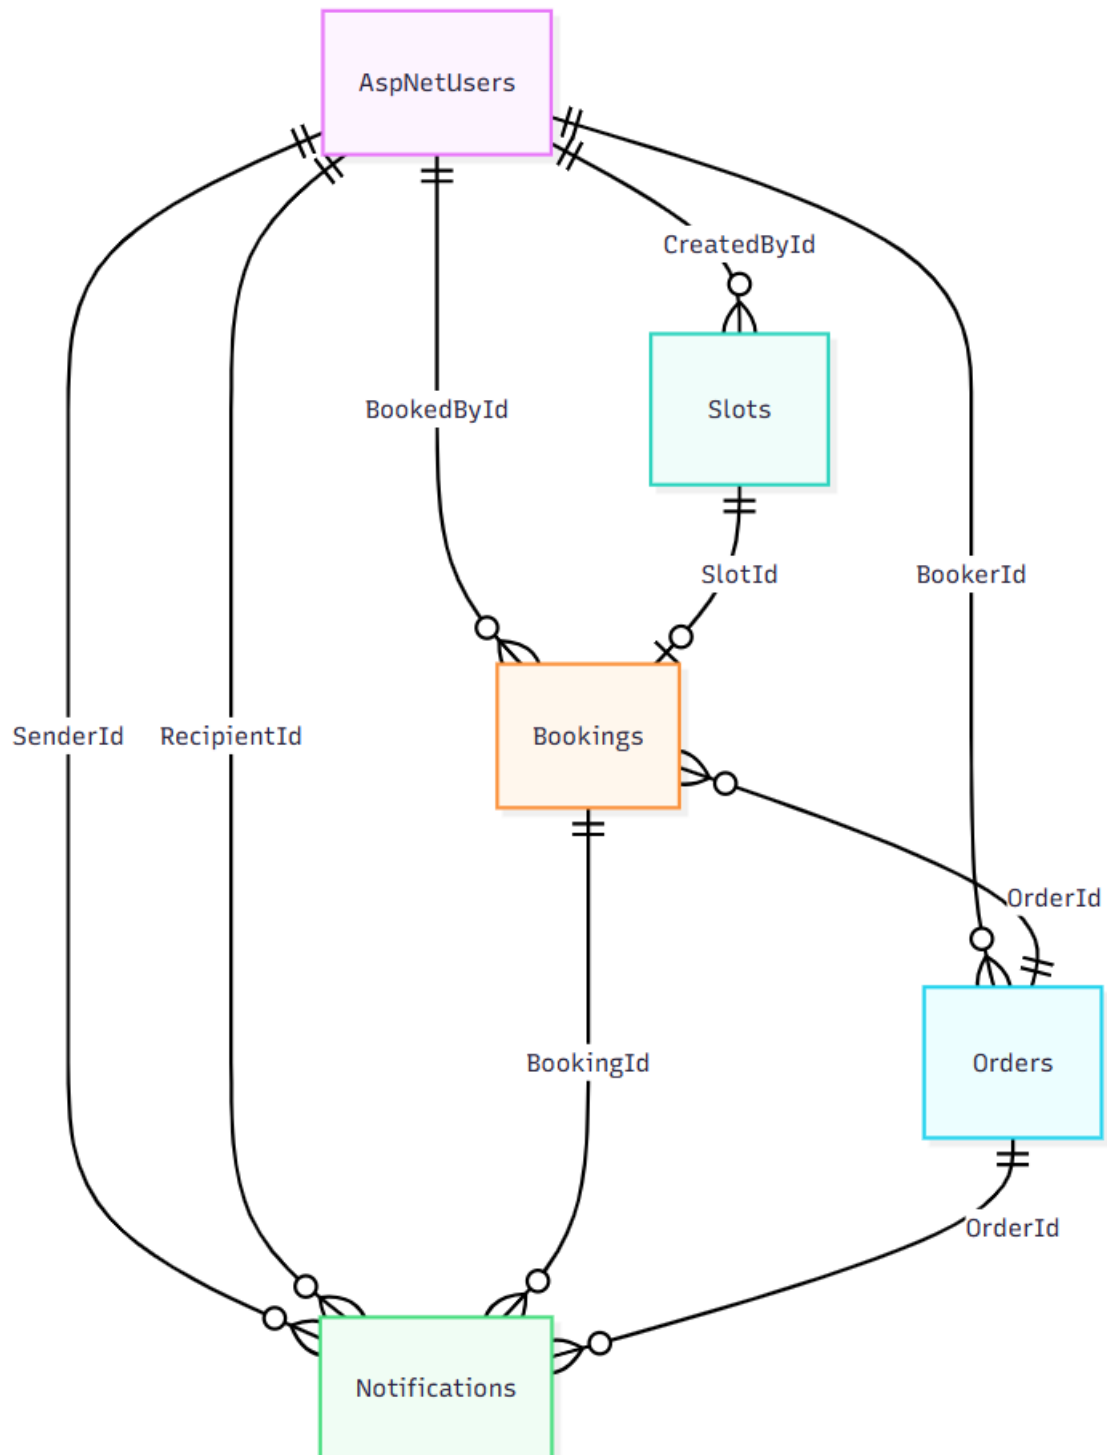 AspNetUsers
CreatedById
BookedById
Slots
SlotId
BookerId
SenderId
RecipientId
Bookings
OrderId
BookingId
Orders
OrderId
Notifications